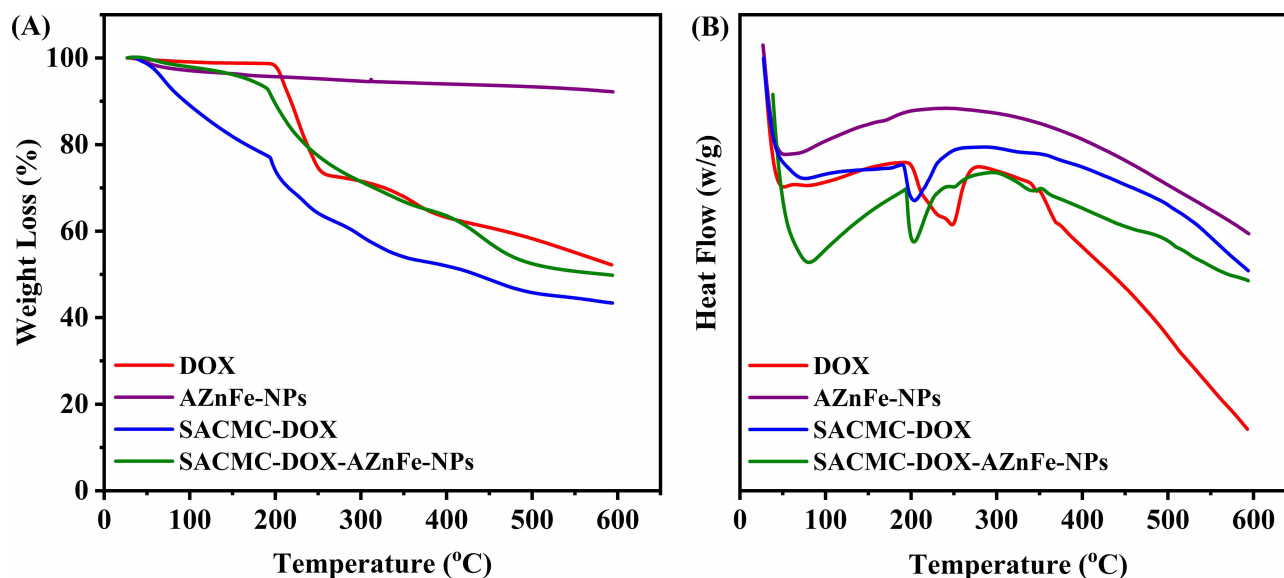 (A)
Weight Loss (%)
100
80
60
40
20
0
DOX
AZnFe-NPs
SACMC-DOX
SACMC-DOX-AZnFe-NPs
0 100 200 300 400 500 600
Temperature (°C)
(B)
Heat Flow (w/g)
DOX
AZnFe-NPs
SACMC-DOX
SACMC-DOX-AZnFe-NPs
0 100 200 300 400 500 600
Temperature (°C)